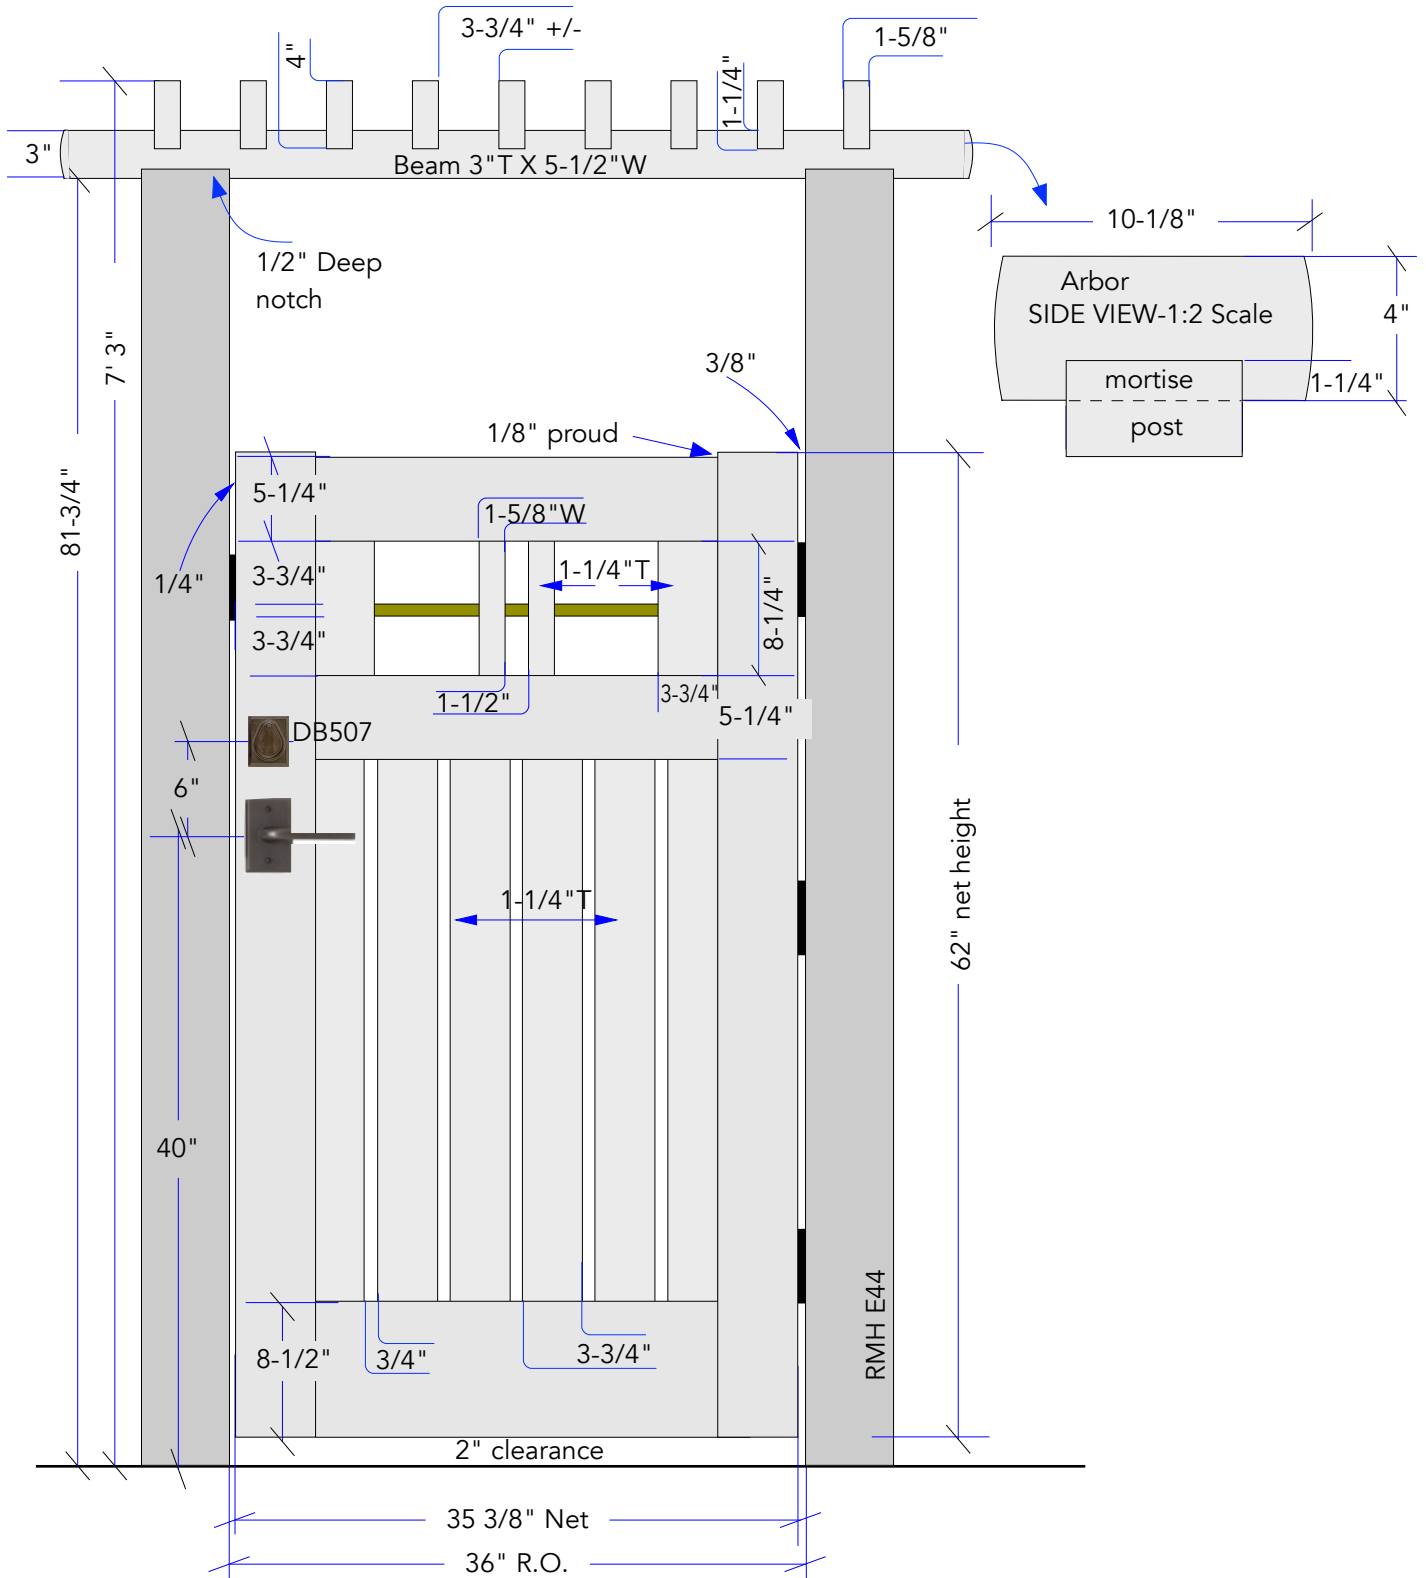 3-3/4" +/-
1-5/8"
4"
1-1/4"
3"
Beam 3"T X 5-1/2"W
10-1/8"
1/2" Deep
notch
Arbor
SIDE VIEW-1:2 Scale
4"
mortise
1-1/4"
post
7' 3"
3/8"
1/8" proud
81-3/4"
5-1/4"
1-5/8"W
1/4"
3-3/4"
1-1/4"T
8-1/4"
3-3/4"
1-1/2"
3-3/4"
5-1/4"
DB507
6"
62" net height
1-1/4"T
40"
RMH E44
8-1/2"
3/4"
3-3/4"
2" clearance
35 3/8" Net
36" R.O.